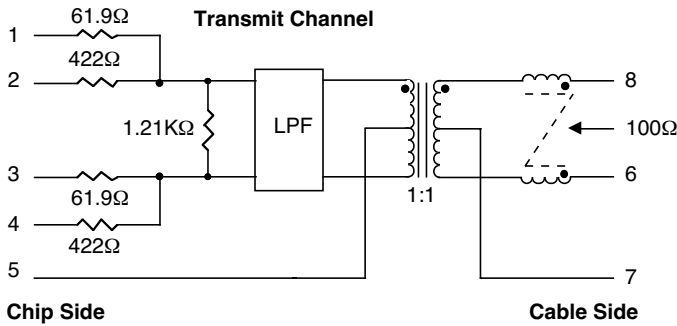 61.9Ω
Transmit Channel
1
422Ω
2
8
1.21KΩ
LPF
100Ω
3
6
61.9Ω
1:1
4
422Ω
5
7
Chip Side
Cable Side